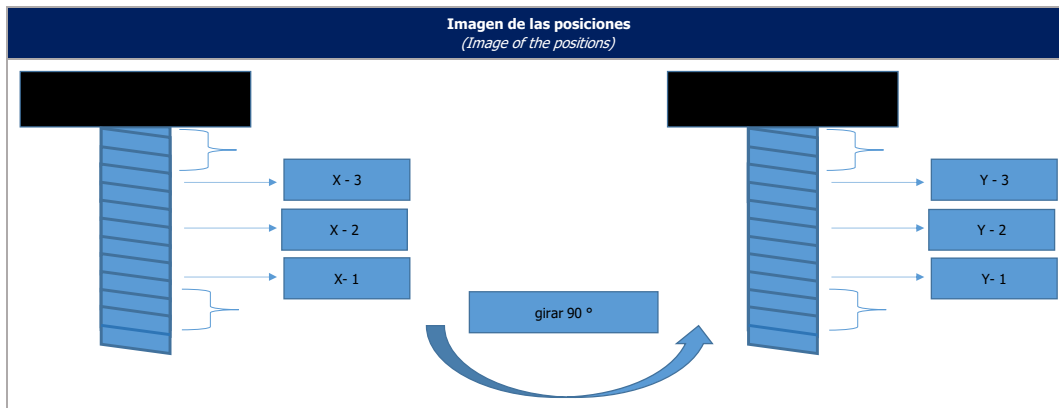 Imagen de las posiciones
(Image of the positions)
X - 3
X - 2
X- 1
girar 90 °
Y - 3
Y - 2
Y- 1